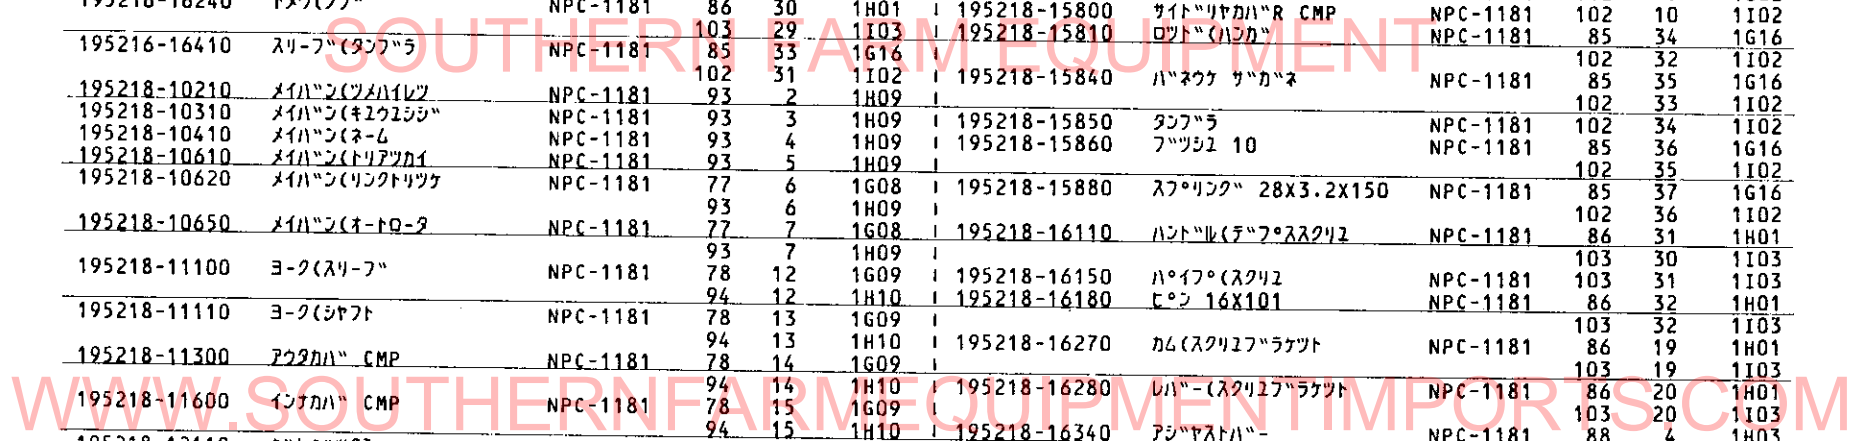 195216-16240 NPC-1181 86 30 1H01
103 29 1I03
195216-16410 スリーブ(タンブラ NPC-1181 85 33 1G16
102 31 1I02
195218-10210 メイバン(ツメハイレツ NPC-1181 93 2 1H09
195218-10310 メイバン(キユウユシジ NPC-1181 93 3 1H09
195218-10410 メイバン(ネーム NPC-1181 93 4 1H09
195218-10610 メイバン(トリアツカイ NPC-1181 93 5 1H09
195218-10620 メイバン(リンクトリツケ NPC-1181 77 6 1G08
93 6 1H09
195218-10650 メイバン(オートロータ NPC-1181 77 7 1G08
93 7 1H09
195218-11100 ヨーク(スリーブ NPC-1181 78 12 1G09
94 12 1H10
195218-11110 ヨーク(シヤフト NPC-1181 78 13 1G09
94 13 1H10
195218-11300 アウタカバ CMP NPC-1181 78 14 1G09
94 14 1H10
195218-11600 インナカバ CMP NPC-1181 78 15 1G09
94 15 1H10
195218-15800 サイドリヤカバR CMP NPC-1181 102 10 1I02
195218-15810 ロツト(ハンガ NPC-1181 85 34 1G16
102 32 1I02
195218-15840 バネウケ ザガネ NPC-1181 85 35 1G16
102 33 1I02
195218-15850 タンブラ NPC-1181 102 34 1I02
195218-15860 ブツシユ 10 NPC-1181 85 36 1G16
102 35 1I02
195218-15880 スプリング 28X3.2X150 NPC-1181 85 37 1G16
102 36 1I02
195218-16110 ハンドル(デプススクリユ NPC-1181 86 31 1H01
103 30 1I03
195218-16150 パイプ(スクリユ NPC-1181 103 31 1I03
195218-16180 ピン 16X101 NPC-1181 86 32 1H01
103 32 1I03
195218-16270 カム(スクリユブラケツト NPC-1181 86 19 1H01
103 19 1I03
195218-16280 レバー(スクリユブラケツト NPC-1181 86 20 1H01
103 20 1I03
195218-16340 アジヤストバー NPC-1181 88 4 1H03
SOUTHERN FARM EQUIPMENT
WWW.SOUTHERNFARMEQUIPMENTIMPORTS.COM